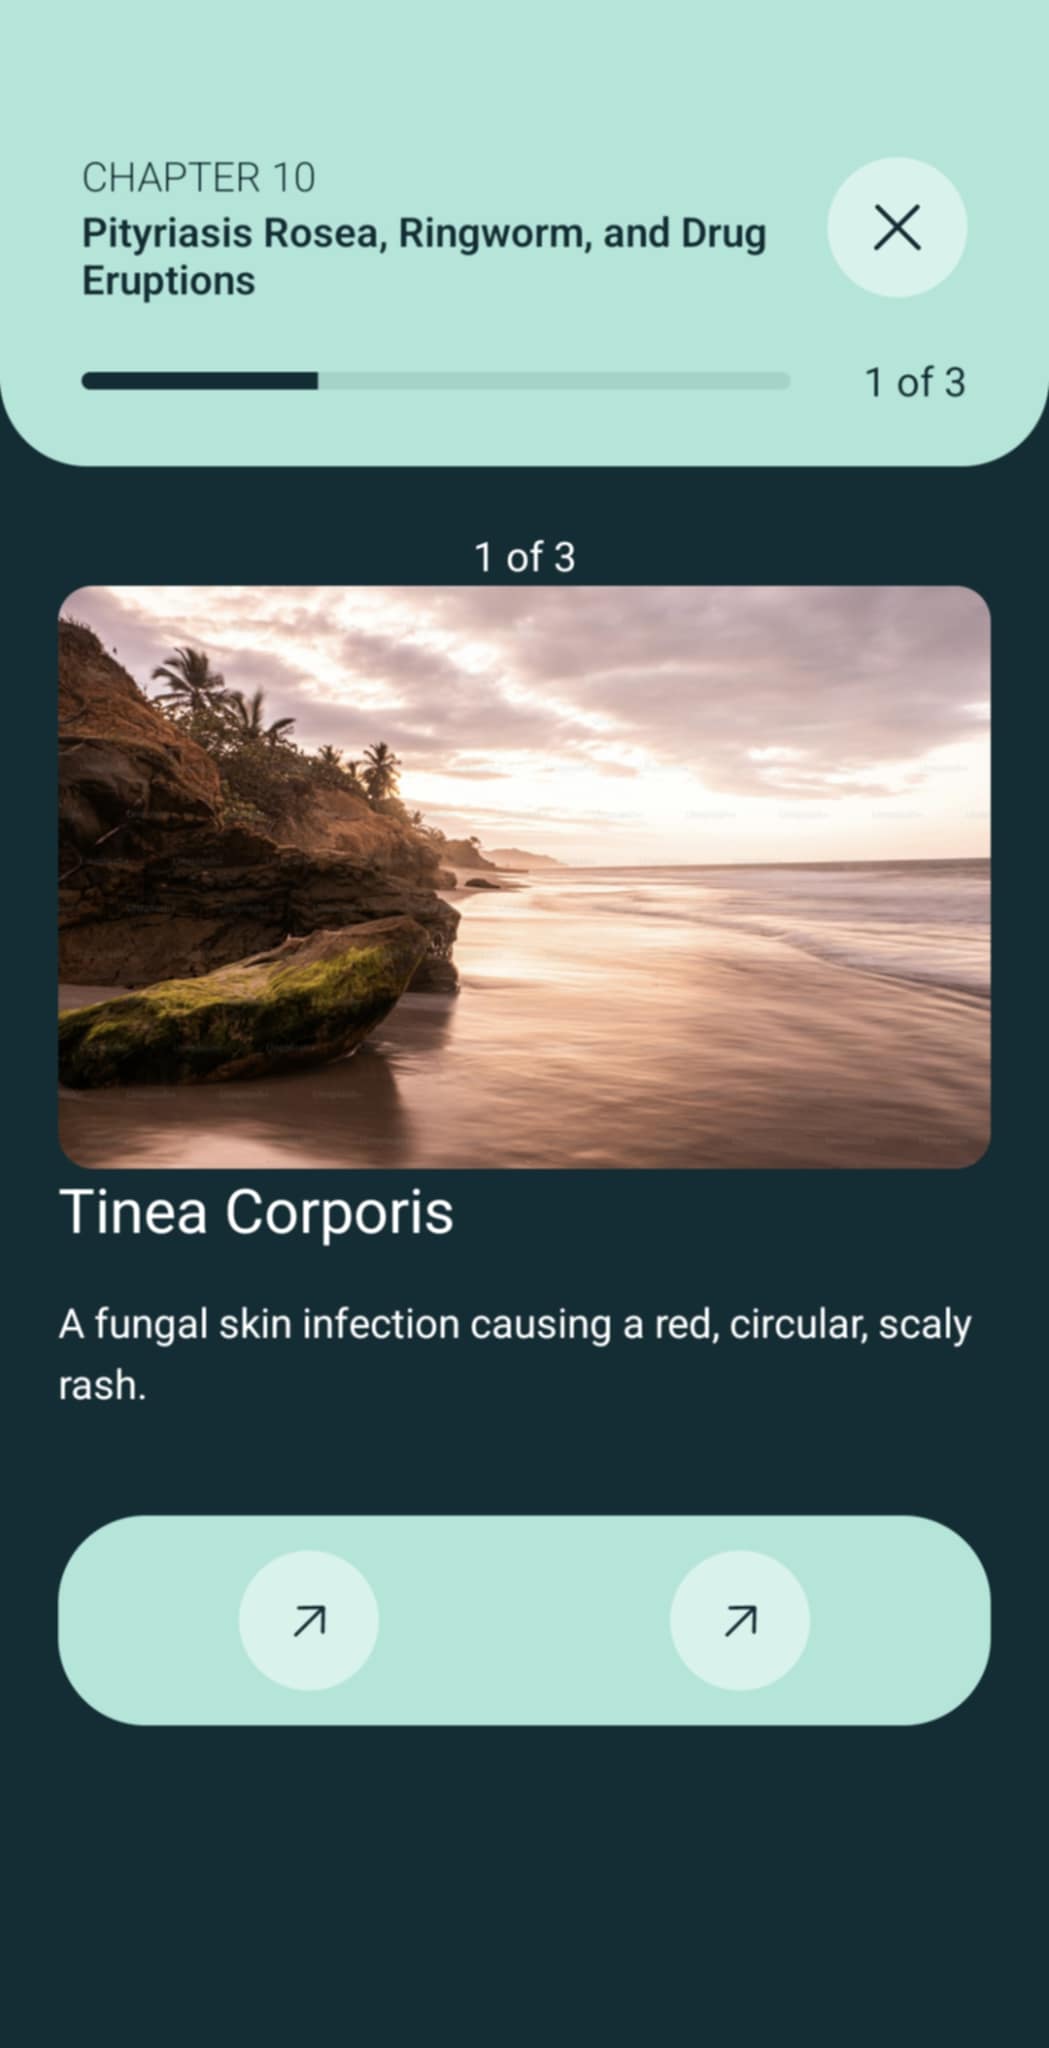 CHAPTER 10
Pityriasis Rosea, Ringworm, and Drug
Eruptions
1 of 3
1 of 3
Tinea Corporis
A fungal skin infection causing a red, circular, scaly
rash.